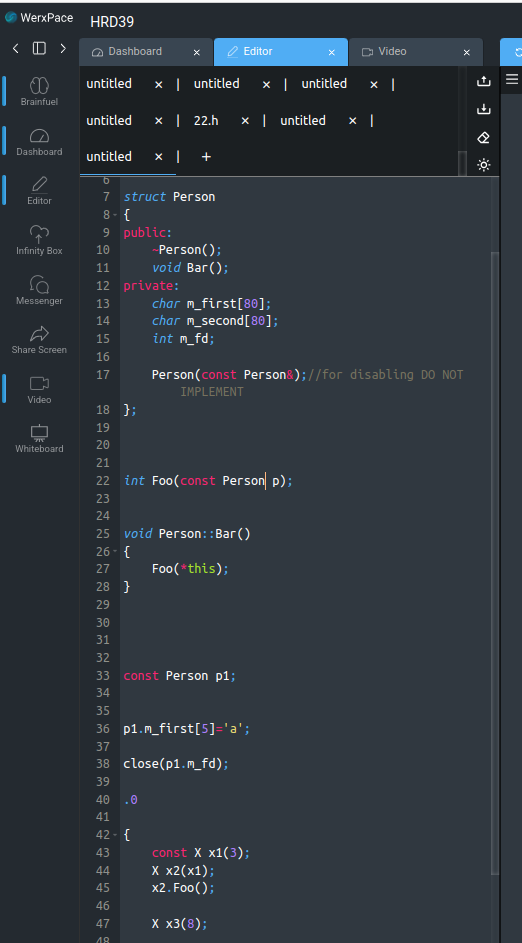 WerxPace
HRD39
Dashboard × Editor × Video ×
Brainfuel
Dashboard
Editor
Infinity Box
Messenger
Share Screen
Video
Whiteboard
untitled × | untitled × | untitled × |
untitled × | 22.h × | untitled × |
untitled × | +
6
7 struct Person
8 {
9 public:
10 ~Person();
11 void Bar();
12 private:
13 char m_first[80];
14 char m_second[80];
15 int m_fd;
16
17 Person(const Person&);//for disabling DO NOT
IMPLEMENT
18 };
19
20
21
22 int Foo(const Person p);
23
24
25 void Person::Bar()
26 {
27 Foo(*this);
28 }
29
30
31
32
33 const Person p1;
34
35
36 p1.m_first[5]='a';
37
38 close(p1.m_fd);
39
40 .0
41
42 {
43 const X x1(3);
44 X x2(x1);
45 x2.Foo();
46
47 X x3(8);
48